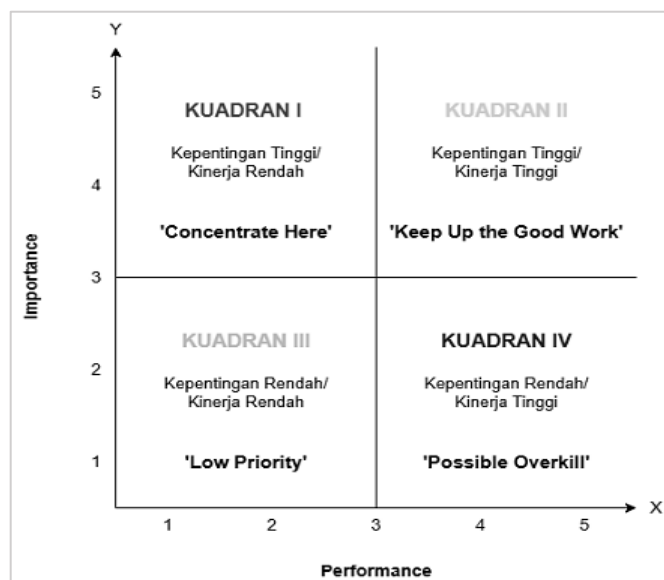 Y
5
KUADRAN I
KUADRAN II
Kepentingan Tinggi/
Kinerja Rendah
Kepentingan Tinggi/
Kinerja Tinggi
4
'Concentrate Here'
'Keep Up the Good Work'
Importance
3
KUADRAN III
KUADRAN IV
2
Kepentingan Rendah/
Kinerja Rendah
Kepentingan Rendah/
Kinerja Tinggi
1
'Low Priority'
'Possible Overkill'
X
1 2 3 4 5
Performance